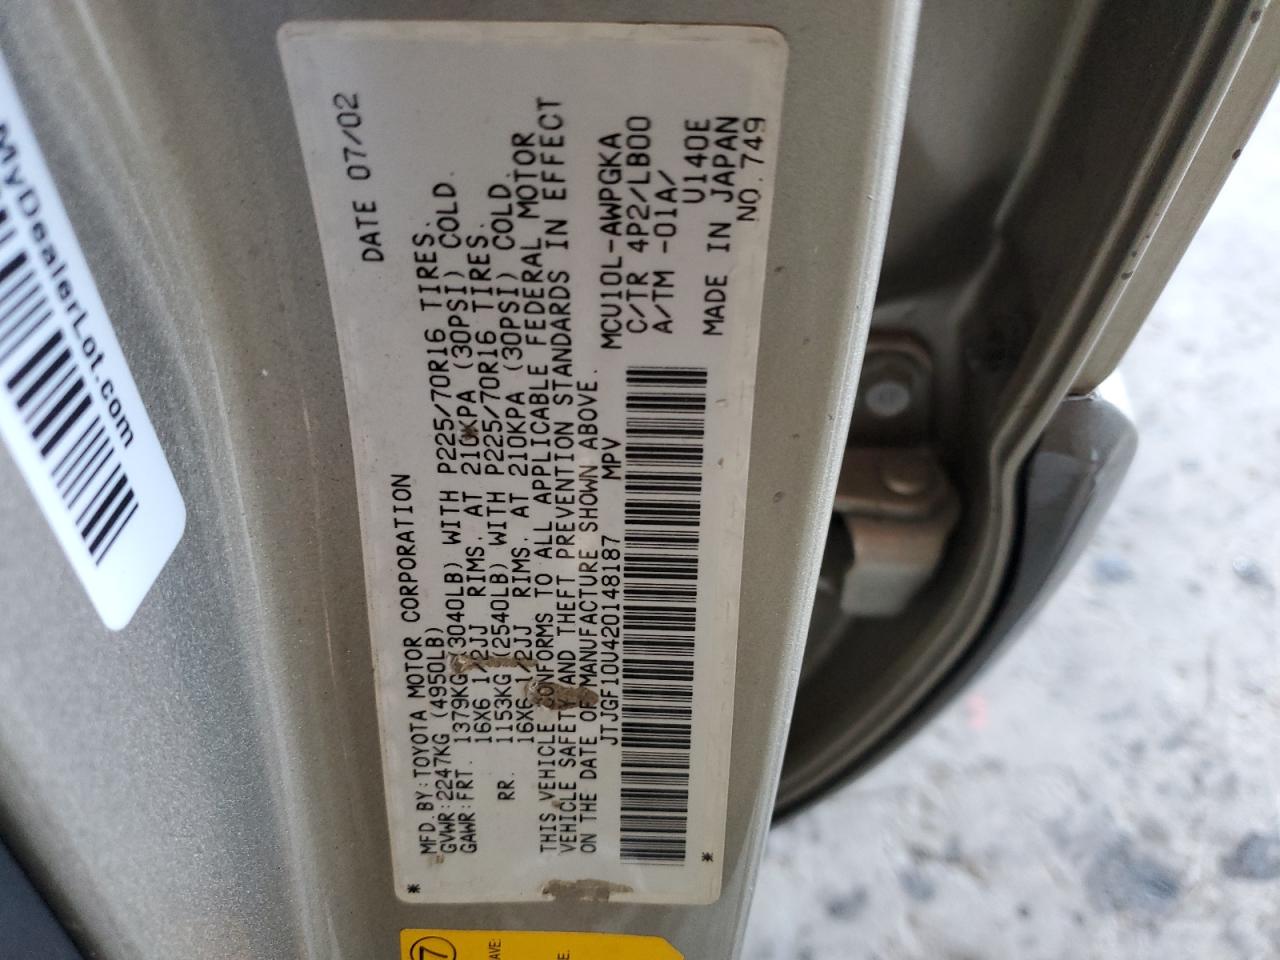 MFD.BY:TOYOTA MOTOR CORPORATION DATE 07/02
GVWR:2247KG (4950LB)
GAWR:FRT. 1379KG (3040LB) WITH P225/70R16 TIRES.
16X6 1/2JJ RIMS. AT 210KPA (30PSI) COLD.
RR. 1153KG (2540LB) WITH P225/70R16 TIRES.
16X6 1/2JJ RIMS. AT 210KPA (30PSI) COLD.
THIS VEHICLE CONFORMS TO ALL APPLICABLE FEDERAL MOTOR
VEHICLE SAFETY AND THEFT PREVENTION STANDARDS IN EFFECT
ON THE DATE OF MANUFACTURE SHOWN ABOVE.
JTJGF10U420148187 MPV
MCU10L-AWPGKA
C/TR 4P2/LB00
A/TM -01A/
U140E
MADE IN JAPAN
NO.749
MyDealerLot.com
7